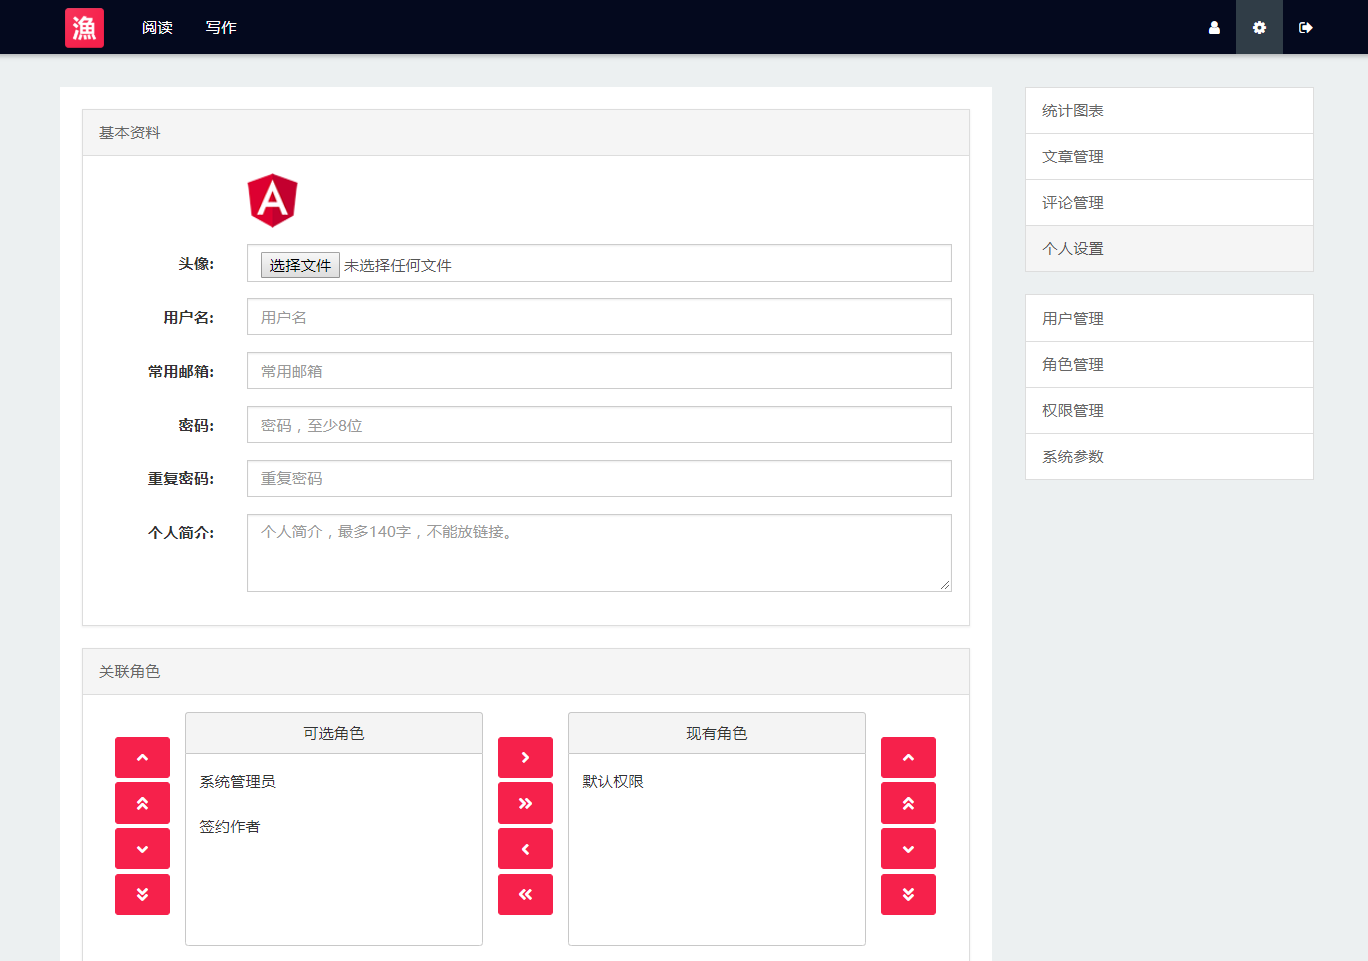 漁 阅读 写作
基本资料
A
头像: 选择文件 未选择任何文件
用户名: 用户名
常用邮箱: 常用邮箱
密码: 密码，至少8位
重复密码: 重复密码
个人简介: 个人简介，最多140字，不能放链接。
关联角色
可选角色
系统管理员
签约作者
现有角色
默认权限
统计图表
文章管理
评论管理
个人设置
用户管理
角色管理
权限管理
系统参数